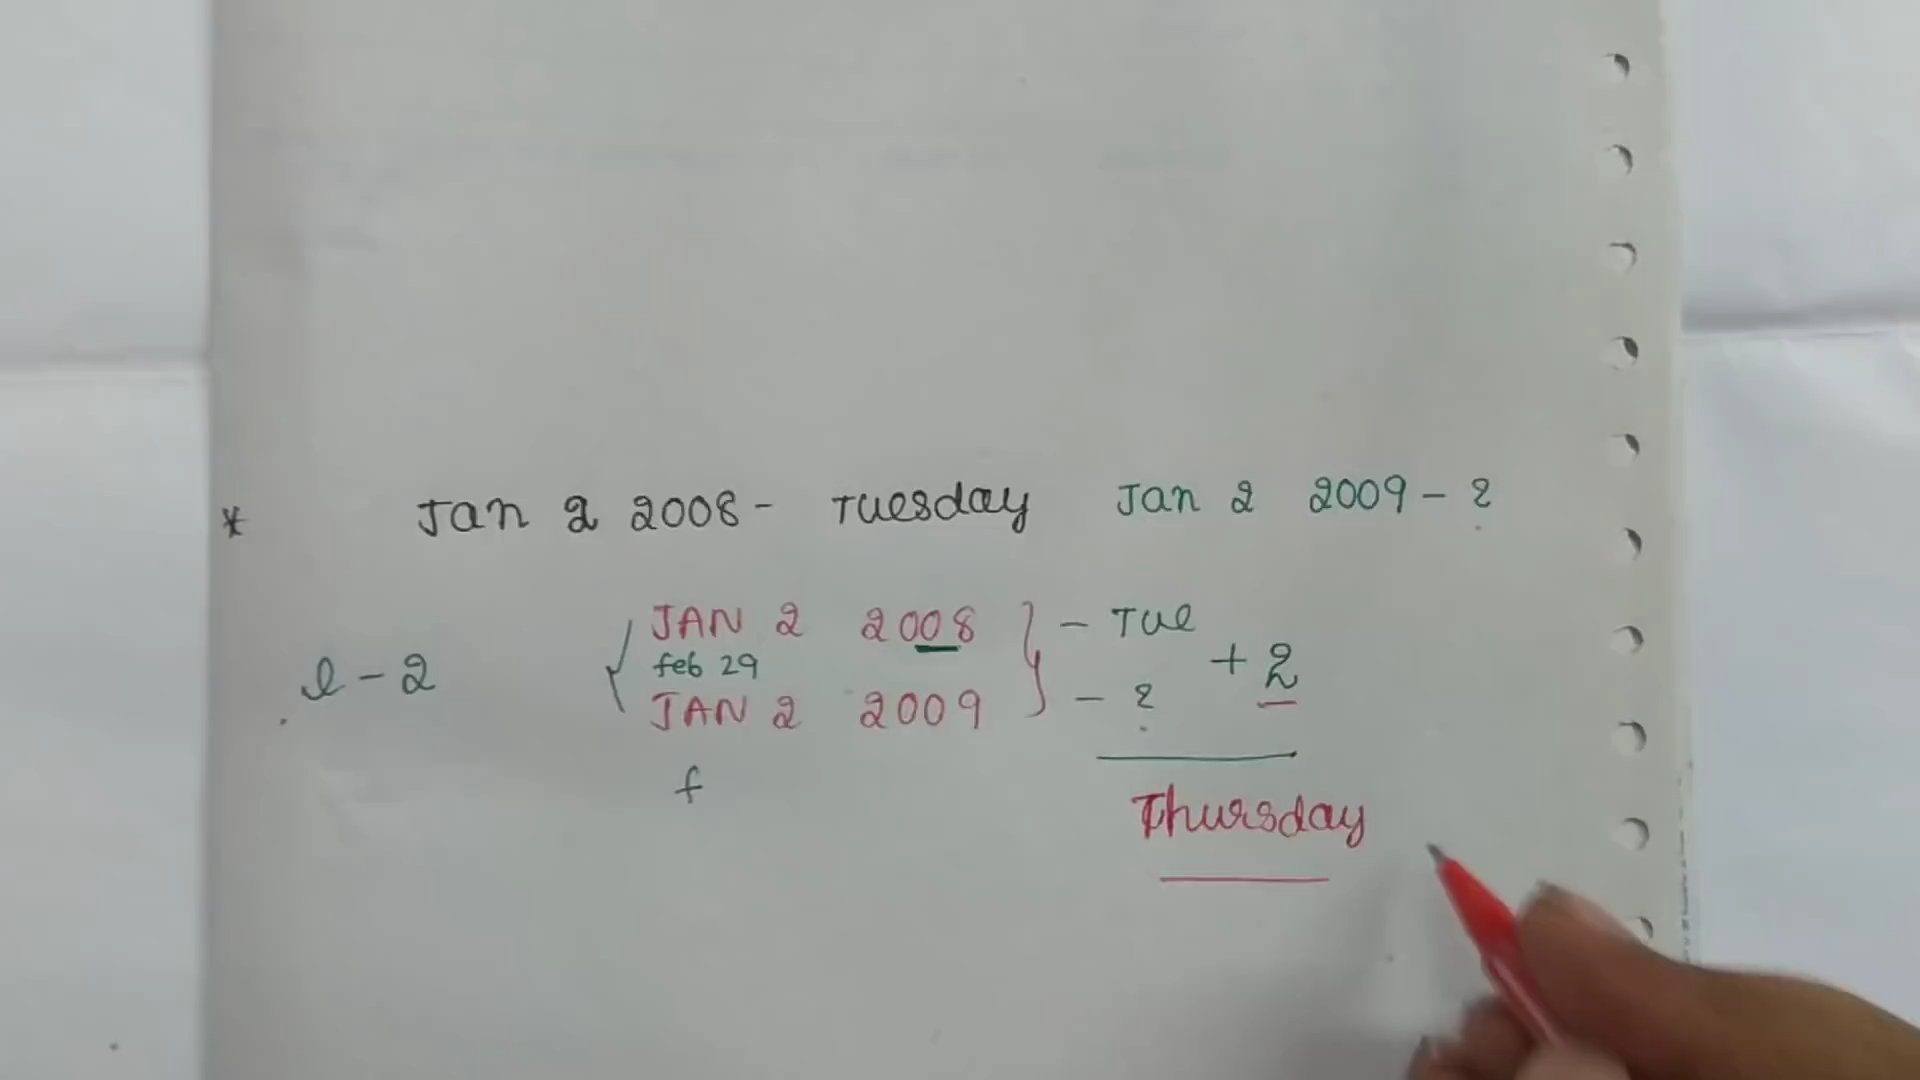 * Jan 2 2008 - Tuesday Jan 2 2009 - ?
JAN 2 2008 - Tue
l - 2 feb 29 + 2
JAN 2 2009 - ?
f
Thursday